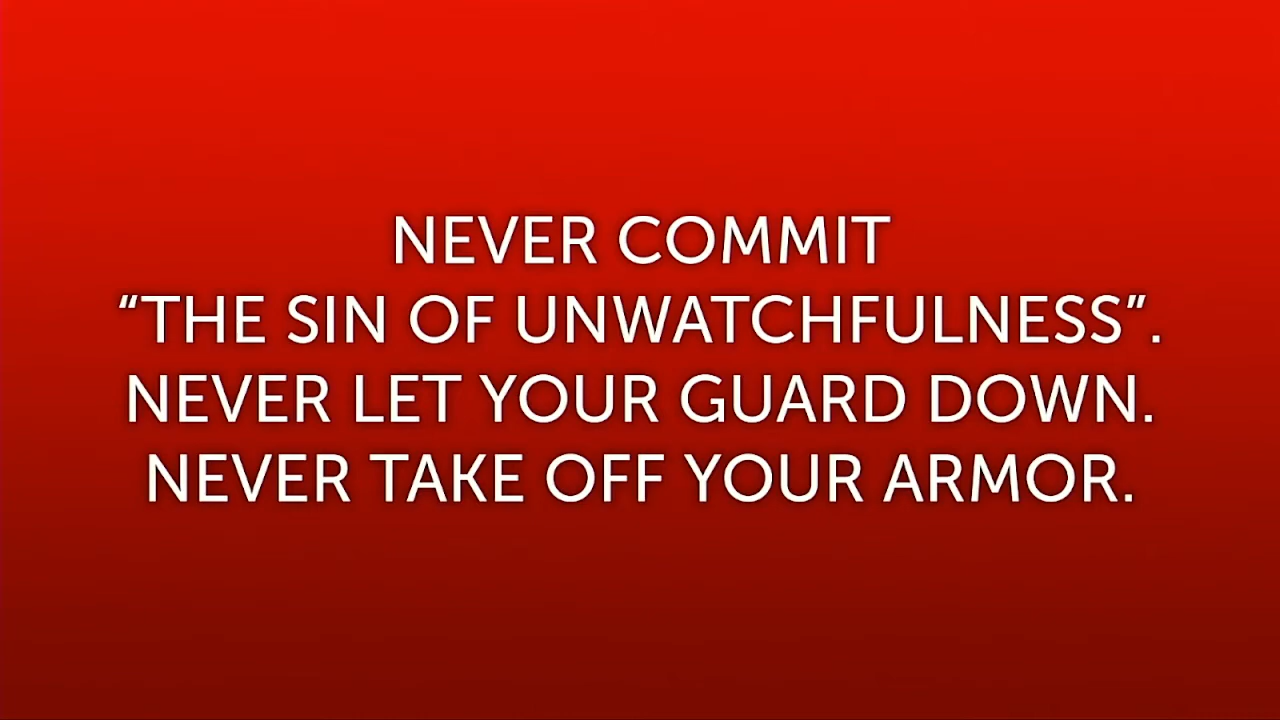 NEVER COMMIT
“THE SIN OF UNWATCHFULNESS”.
NEVER LET YOUR GUARD DOWN.
NEVER TAKE OFF YOUR ARMOR.